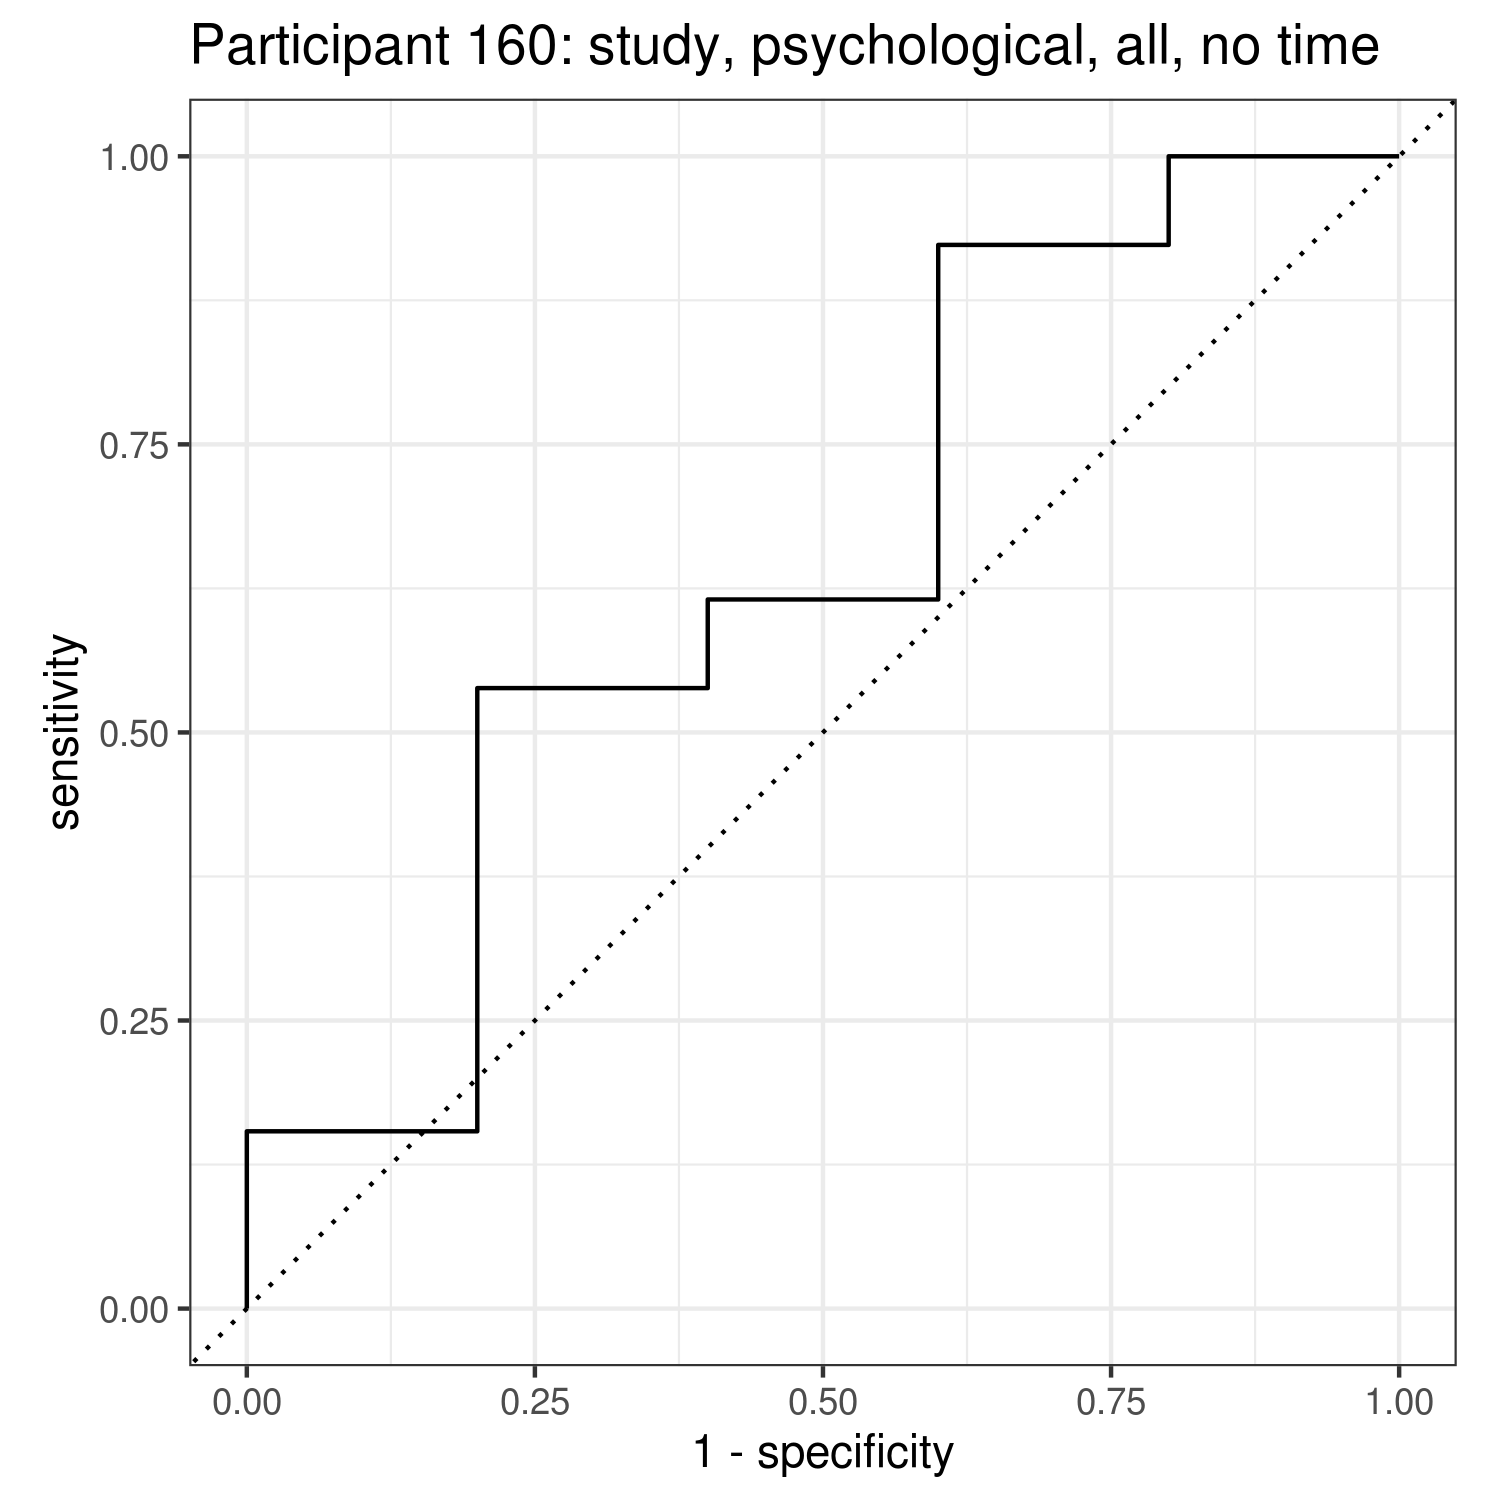 Participant 160: study, psychological, all, no time
1.00
0.75
0.50
0.25
0.00
sensitivity
0.00 0.25 0.50 0.75 1.00
1 - specificity